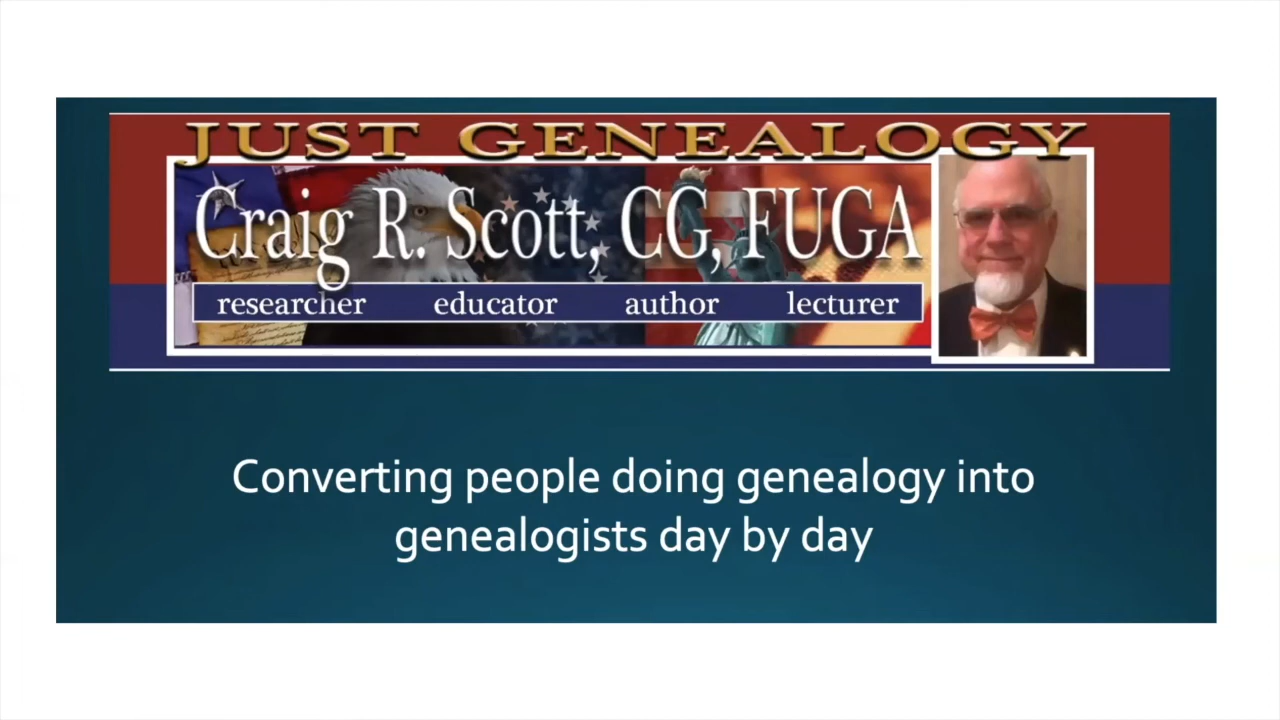 JUST GENEALOGY
Craig R. Scott, CG, FUGA
researcher educator author lecturer
Converting people doing genealogy into
genealogists day by day